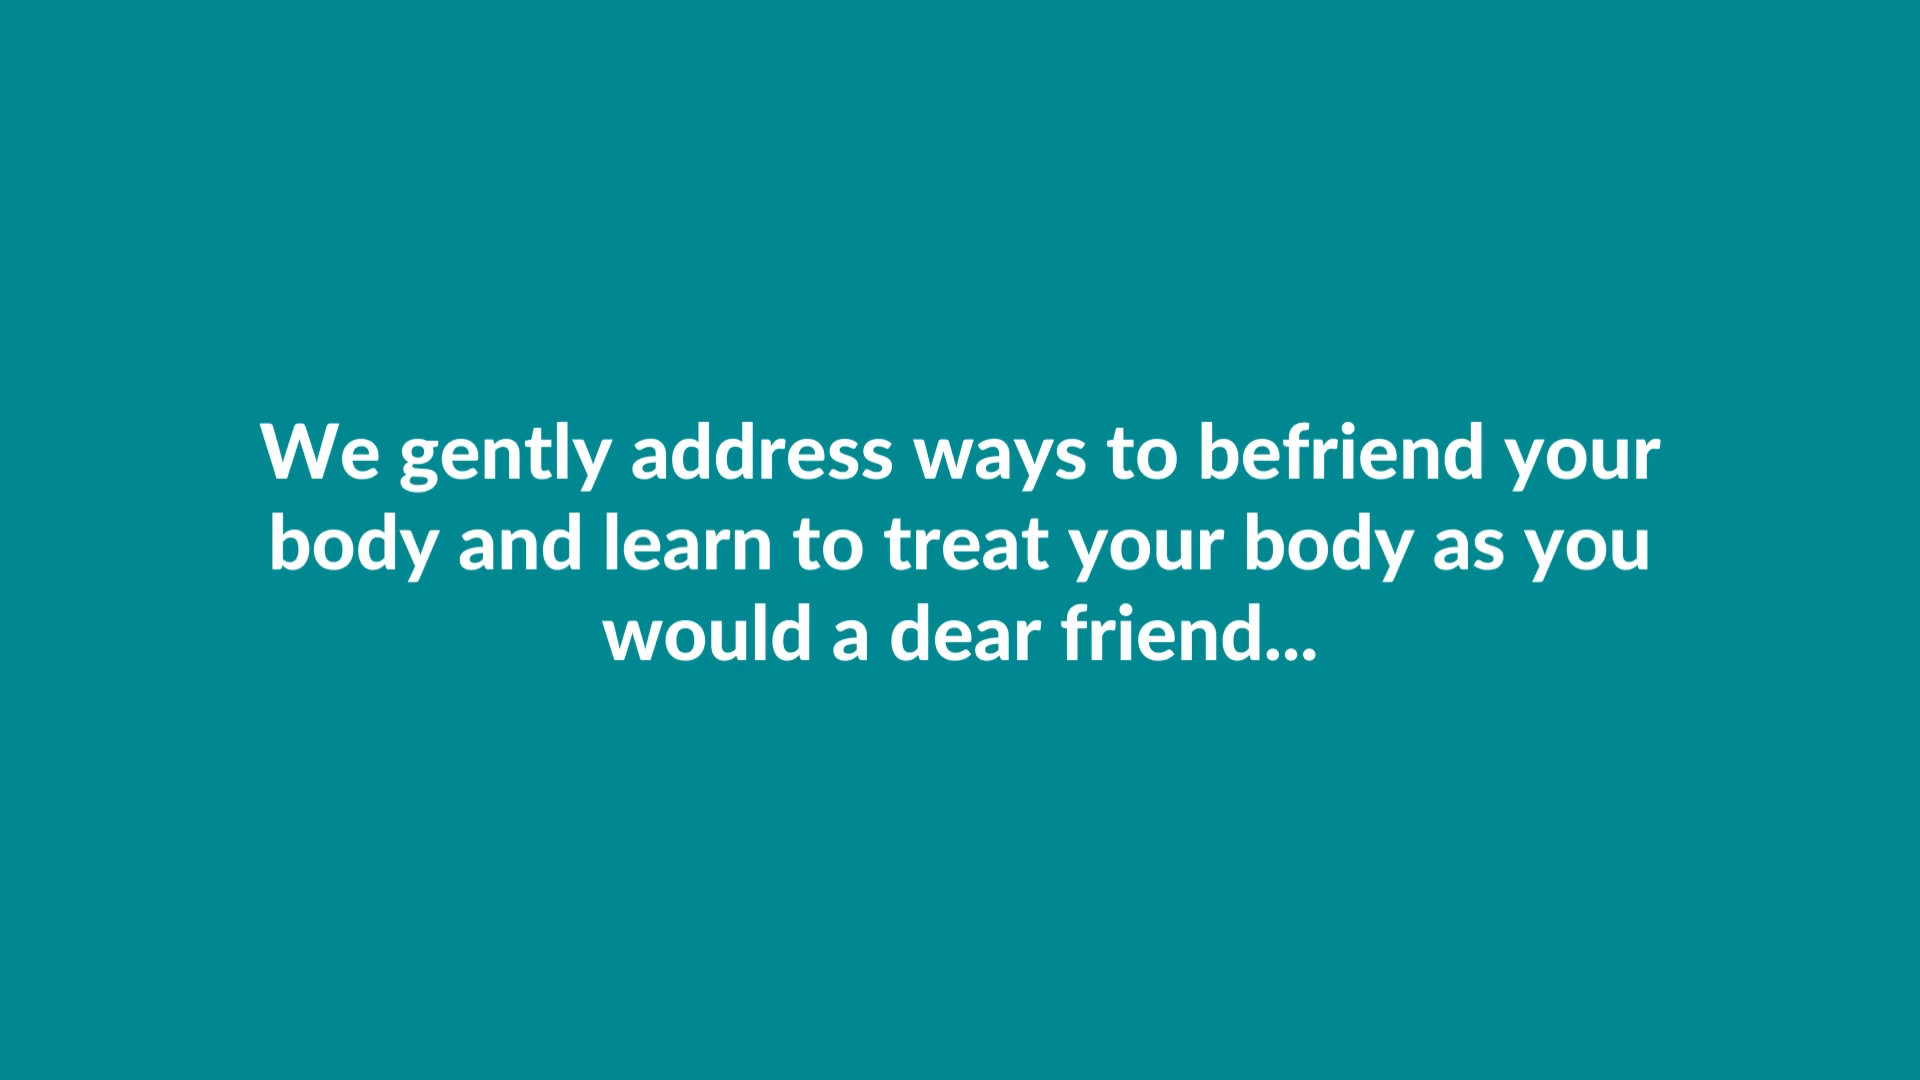 We gently address ways to befriend your
body and learn to treat your body as you
would a dear friend...